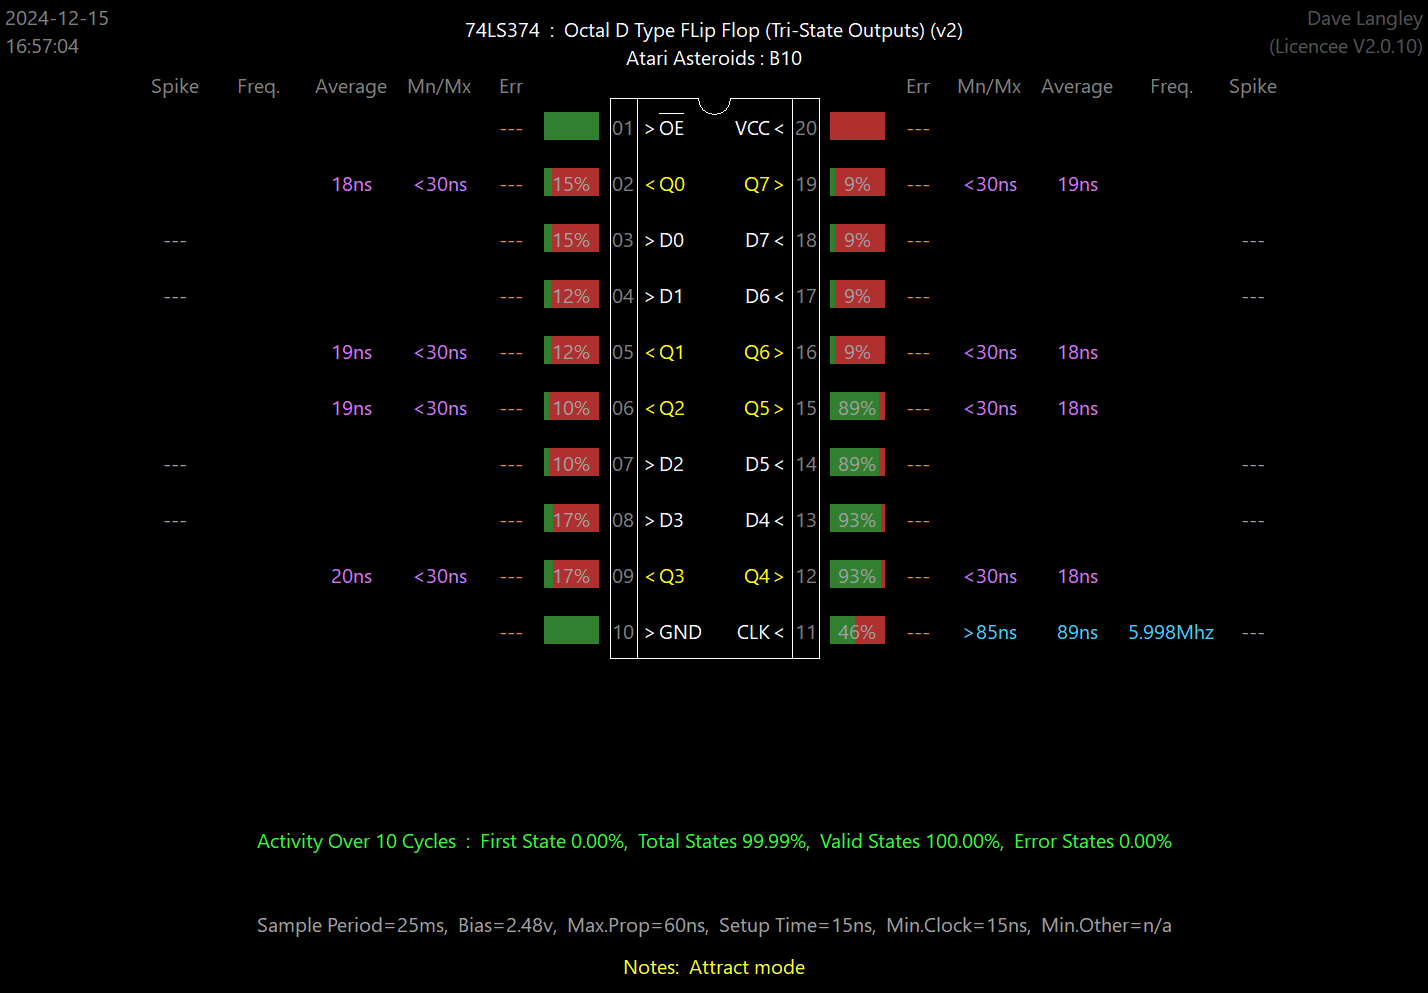 2024-12-15 74LS374 : Octal D Type FLip Flop (Tri-State Outputs) (v2) Dave Langley
16:57:04 Atari Asteroids : B10 (Licencee V2.0.10)
Spike Freq. Average Mn/Mx Err Err Mn/Mx Average Freq. Spike
--- 01 > OE VCC < 20 ---
18ns <30ns --- 15% 02 < Q0 Q7 > 19 9% --- <30ns 19ns
--- --- 15% 03 > D0 D7 < 18 9% --- ---
--- --- 12% 04 > D1 D6 < 17 9% --- ---
19ns <30ns --- 12% 05 < Q1 Q6 > 16 9% --- <30ns 18ns
19ns <30ns --- 10% 06 < Q2 Q5 > 15 89% --- <30ns 18ns
--- --- 10% 07 > D2 D5 < 14 89% --- ---
--- --- 17% 08 > D3 D4 < 13 93% --- ---
20ns <30ns --- 17% 09 < Q3 Q4 > 12 93% --- <30ns 18ns
--- 10 > GND CLK < 11 46% --- >85ns 89ns 5.998Mhz ---
Activity Over 10 Cycles : First State 0.00%, Total States 99.99%, Valid States 100.00%, Error States 0.00%
Sample Period=25ms, Bias=2.48v, Max.Prop=60ns, Setup Time=15ns, Min.Clock=15ns, Min.Other=n/a
Notes: Attract mode